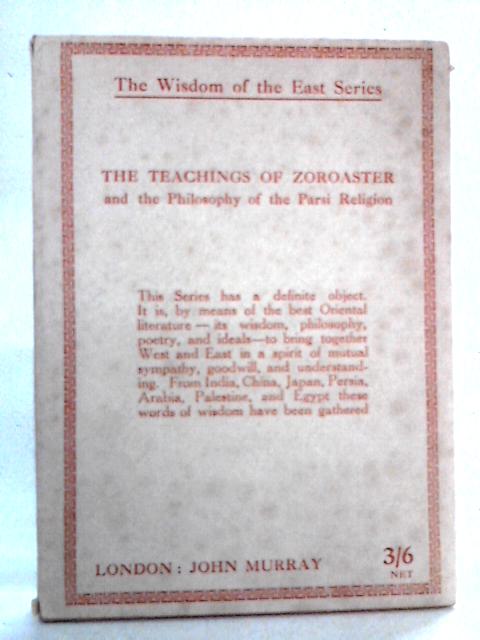 The Wisdom of the East Series
THE TEACHINGS OF ZOROASTER
and the Philosophy of the Parsi Religion
This Series has a definite object.
It is, by means of the best Oriental
literature — its wisdom, philosophy,
poetry, and ideals—to bring together
West and East in a spirit of mutual
sympathy, goodwill, and understand-
ing. From India, China, Japan, Persia,
Arabia, Palestine, and Egypt these
words of wisdom have been gathered
LONDON: JOHN MURRAY
3/6
NET